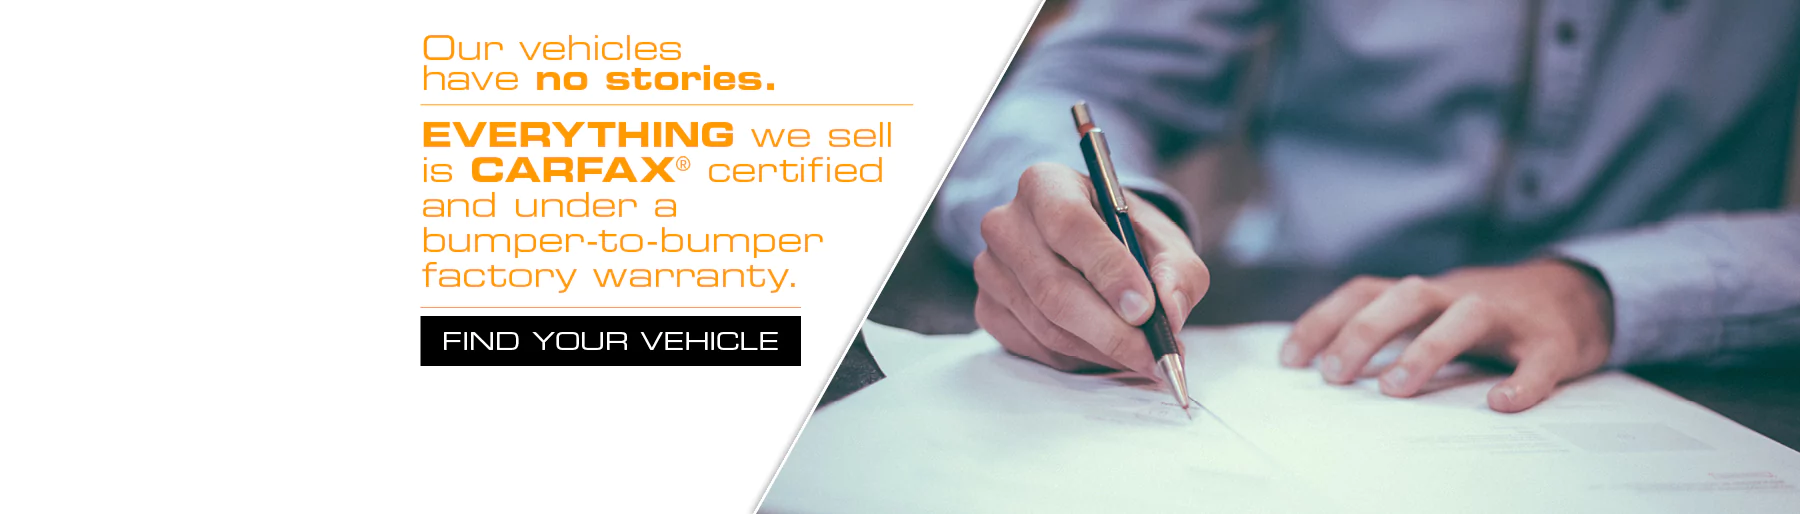 Our vehicles
have no stories.
EVERYTHING we sell
is CARFAX® certified
and under a
bumper-to-bumper
factory warranty.
FIND YOUR VEHICLE